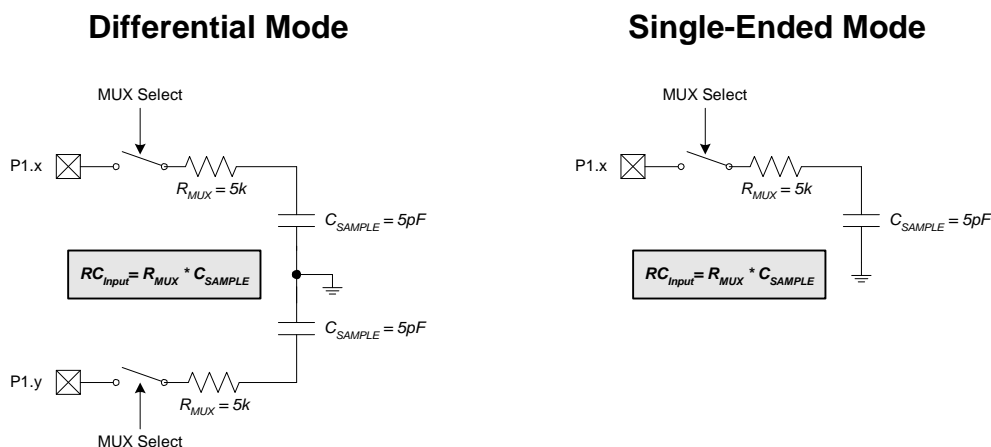 Differential Mode
MUX Select
P1.x
R_MUX = 5k
C_SAMPLE = 5pF
RC_Input= R_MUX * C_SAMPLE
C_SAMPLE = 5pF
P1.y
R_MUX = 5k
MUX Select
Single-Ended Mode
MUX Select
P1.x
R_MUX = 5k
C_SAMPLE = 5pF
RC_Input= R_MUX * C_SAMPLE